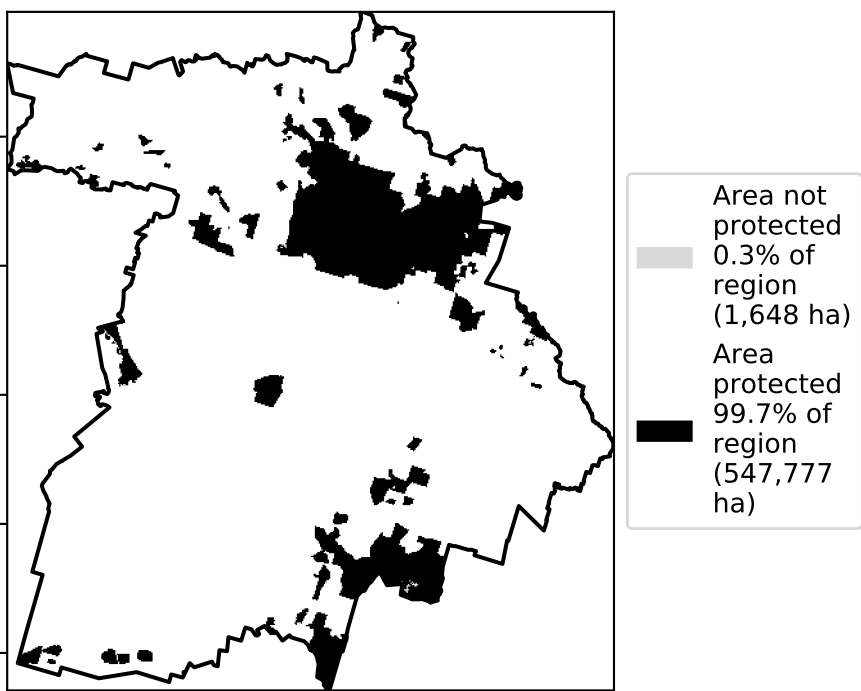 Area not
protected
0.3% of
region
(1,648 ha)
Area
protected
99.7% of
region
(547,777
ha)